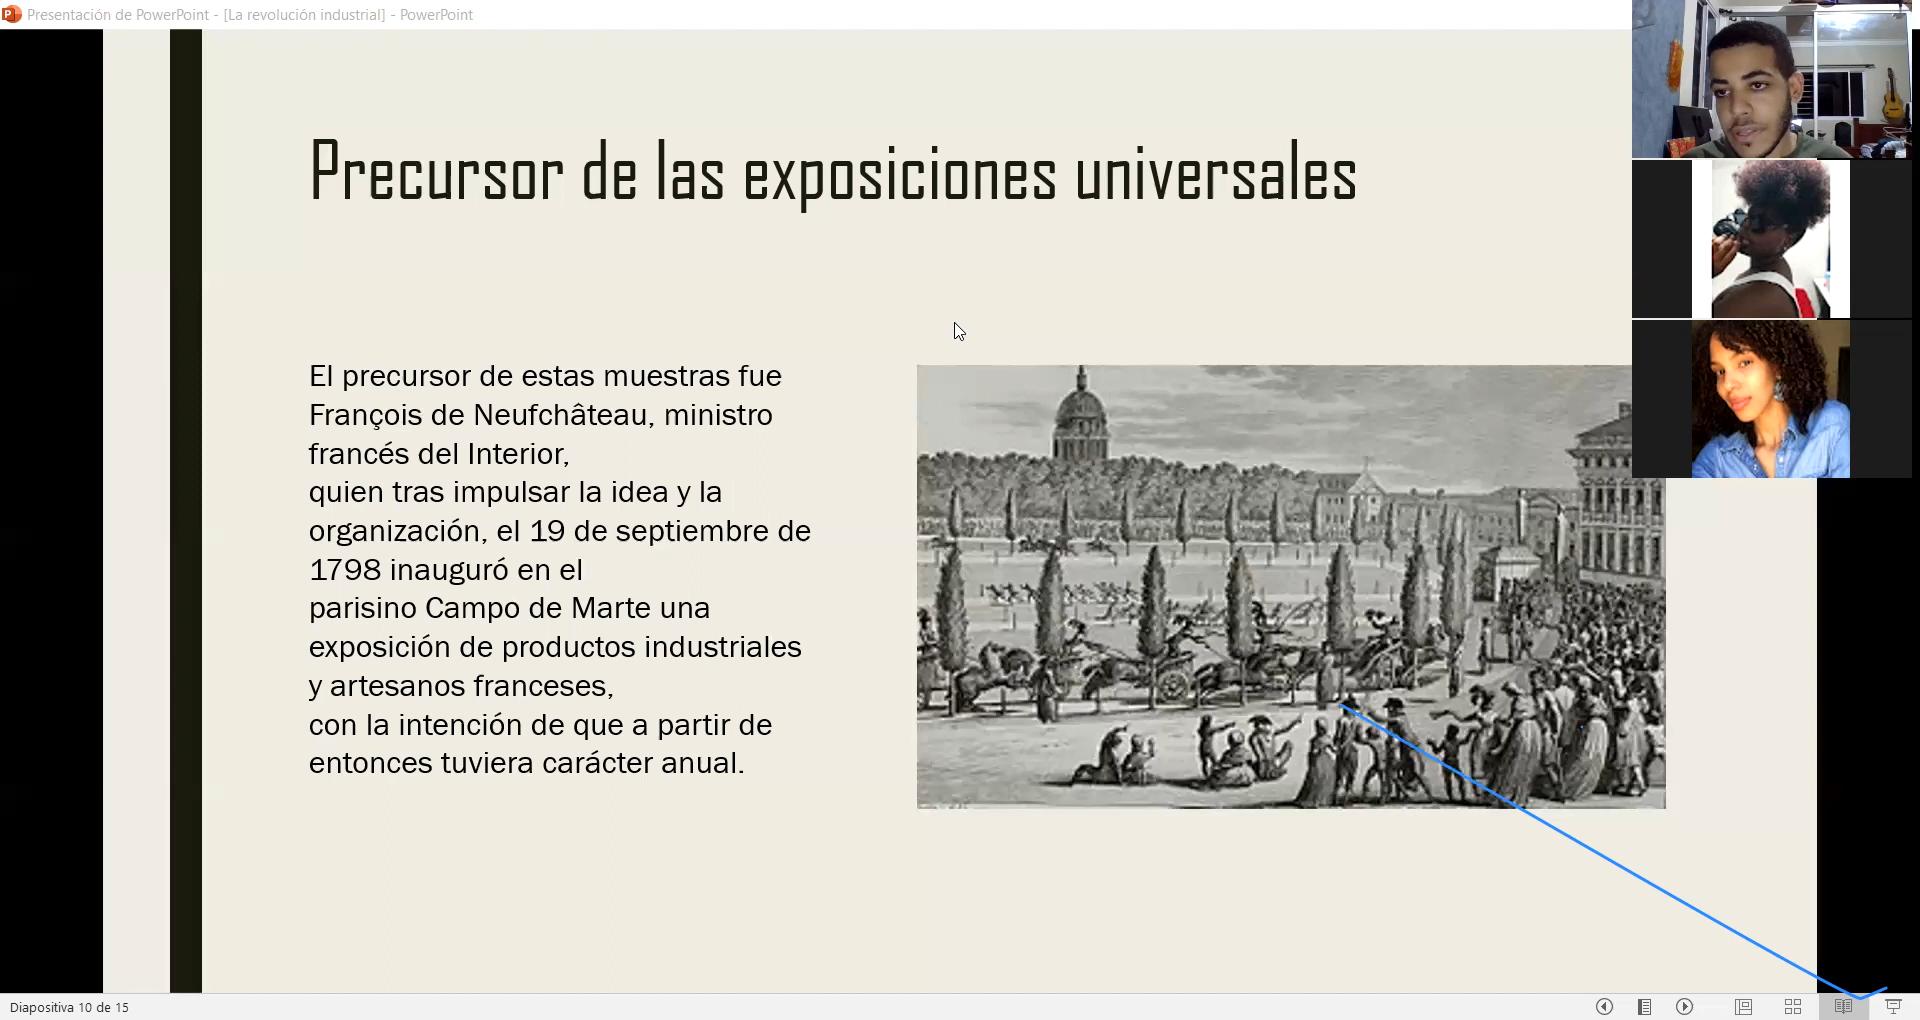 Presentación de PowerPoint - [La revolución industrial] - PowerPoint
Precursor de las exposiciones universales
El precursor de estas muestras fue
François de Neufchâteau, ministro
francés del Interior,
quien tras impulsar la idea y la
organización, el 19 de septiembre de
1798 inauguró en el
parisino Campo de Marte una
exposición de productos industriales
y artesanos franceses,
con la intención de que a partir de
entonces tuviera carácter anual.
Diapositiva 10 de 15